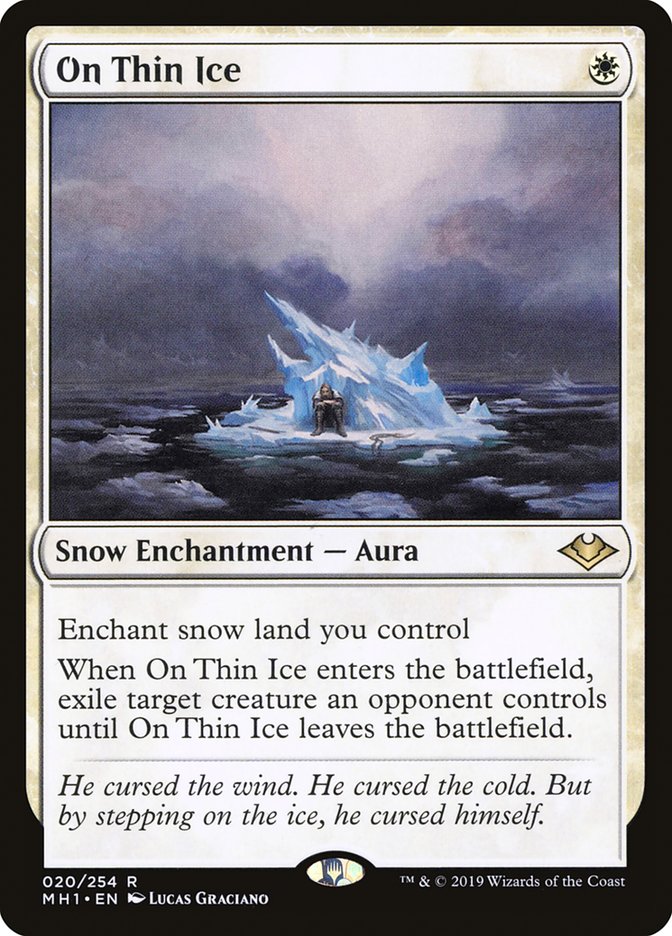 On Thin Ice
Snow Enchantment — Aura
Enchant snow land you control
When On Thin Ice enters the battlefield,
exile target creature an opponent controls
until On Thin Ice leaves the battlefield.
He cursed the wind. He cursed the cold. But
by stepping on the ice, he cursed himself.
020/254 R
MH1 • EN Lucas Graciano
™ & © 2019 Wizards of the Coast